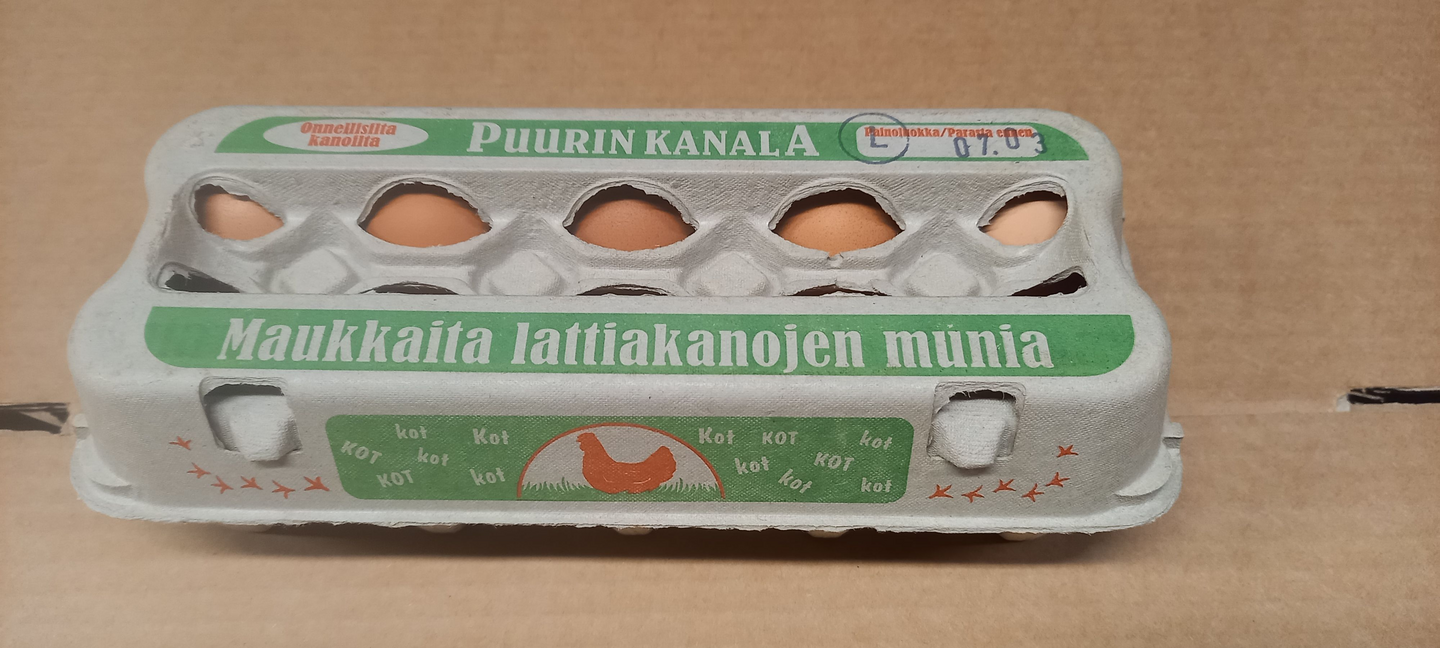 Onnellisilta
kanoilta
PUURIN KANALA
Painoluokka/Parasta ennen
L
07.03
Maukkaita lattiakanojen munia
kot Kot
KOT kot
KOT kot
Kot KOT kot
kot KOT
kot kot